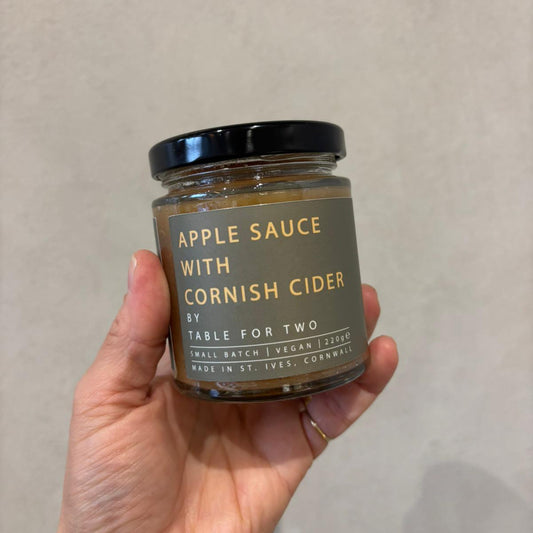 APPLE SAUCE
WITH
CORNISH CIDER
BY
TABLE FOR TWO
SMALL BATCH | VEGAN | 220g℮
MADE IN ST. IVES, CORNWALL